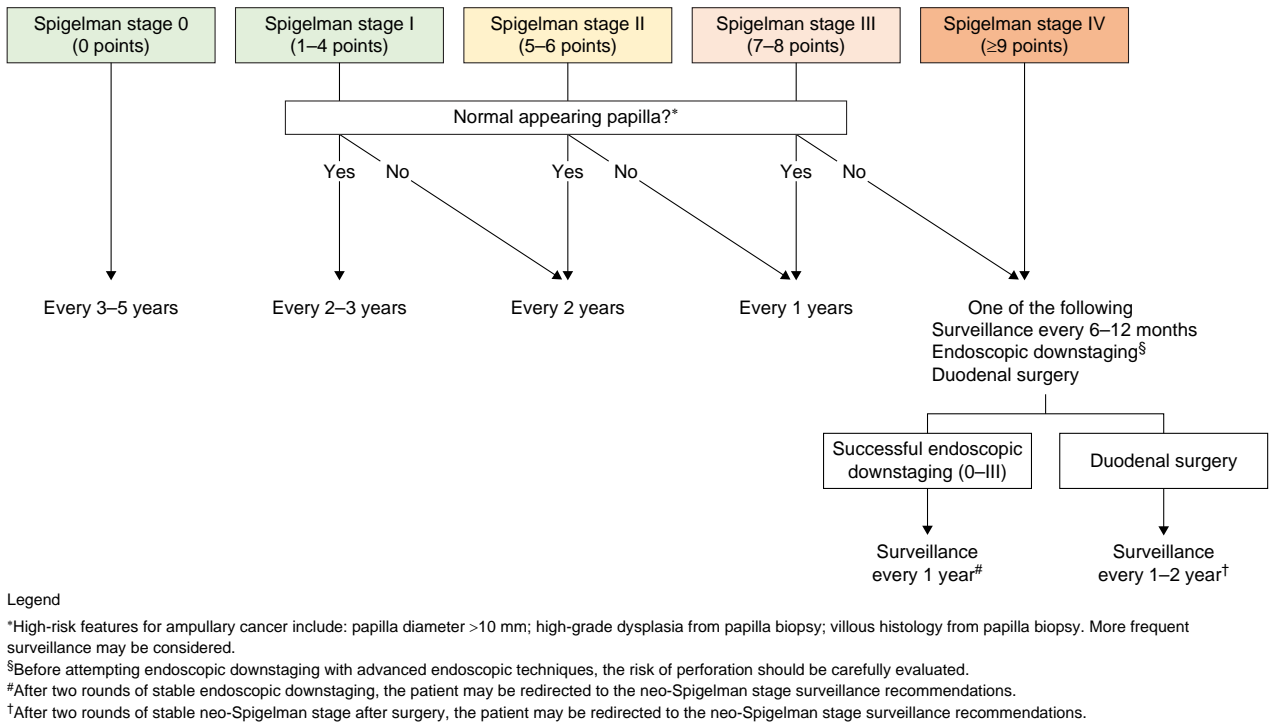 Spigelman stage 0
(0 points)
Spigelman stage I
(1–4 points)
Spigelman stage II
(5–6 points)
Spigelman stage III
(7–8 points)
Spigelman stage IV
(≥9 points)
Normal appearing papilla?*
Yes No Yes No Yes No
Every 3–5 years
Every 2–3 years
Every 2 years
Every 1 years
One of the following
Surveillance every 6–12 months
Endoscopic downstaging§
Duodenal surgery
Successful endoscopic
downstaging (0–III)
Duodenal surgery
Surveillance
every 1 year#
Surveillance
every 1–2 year†
Legend
*High-risk features for ampullary cancer include: papilla diameter >10 mm; high-grade dysplasia from papilla biopsy; villous histology from papilla biopsy. More frequent
surveillance may be considered.
§Before attempting endoscopic downstaging with advanced endoscopic techniques, the risk of perforation should be carefully evaluated.
#After two rounds of stable endoscopic downstaging, the patient may be redirected to the neo-Spigelman stage surveillance recommendations.
†After two rounds of stable neo-Spigelman stage after surgery, the patient may be redirected to the neo-Spigelman stage surveillance recommendations.